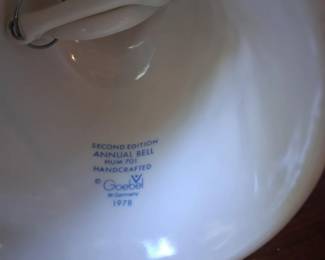 SECOND EDITION
ANNUAL BELL
HUM 701
HANDCRAFTED
© Goebel
W. Germany
1978